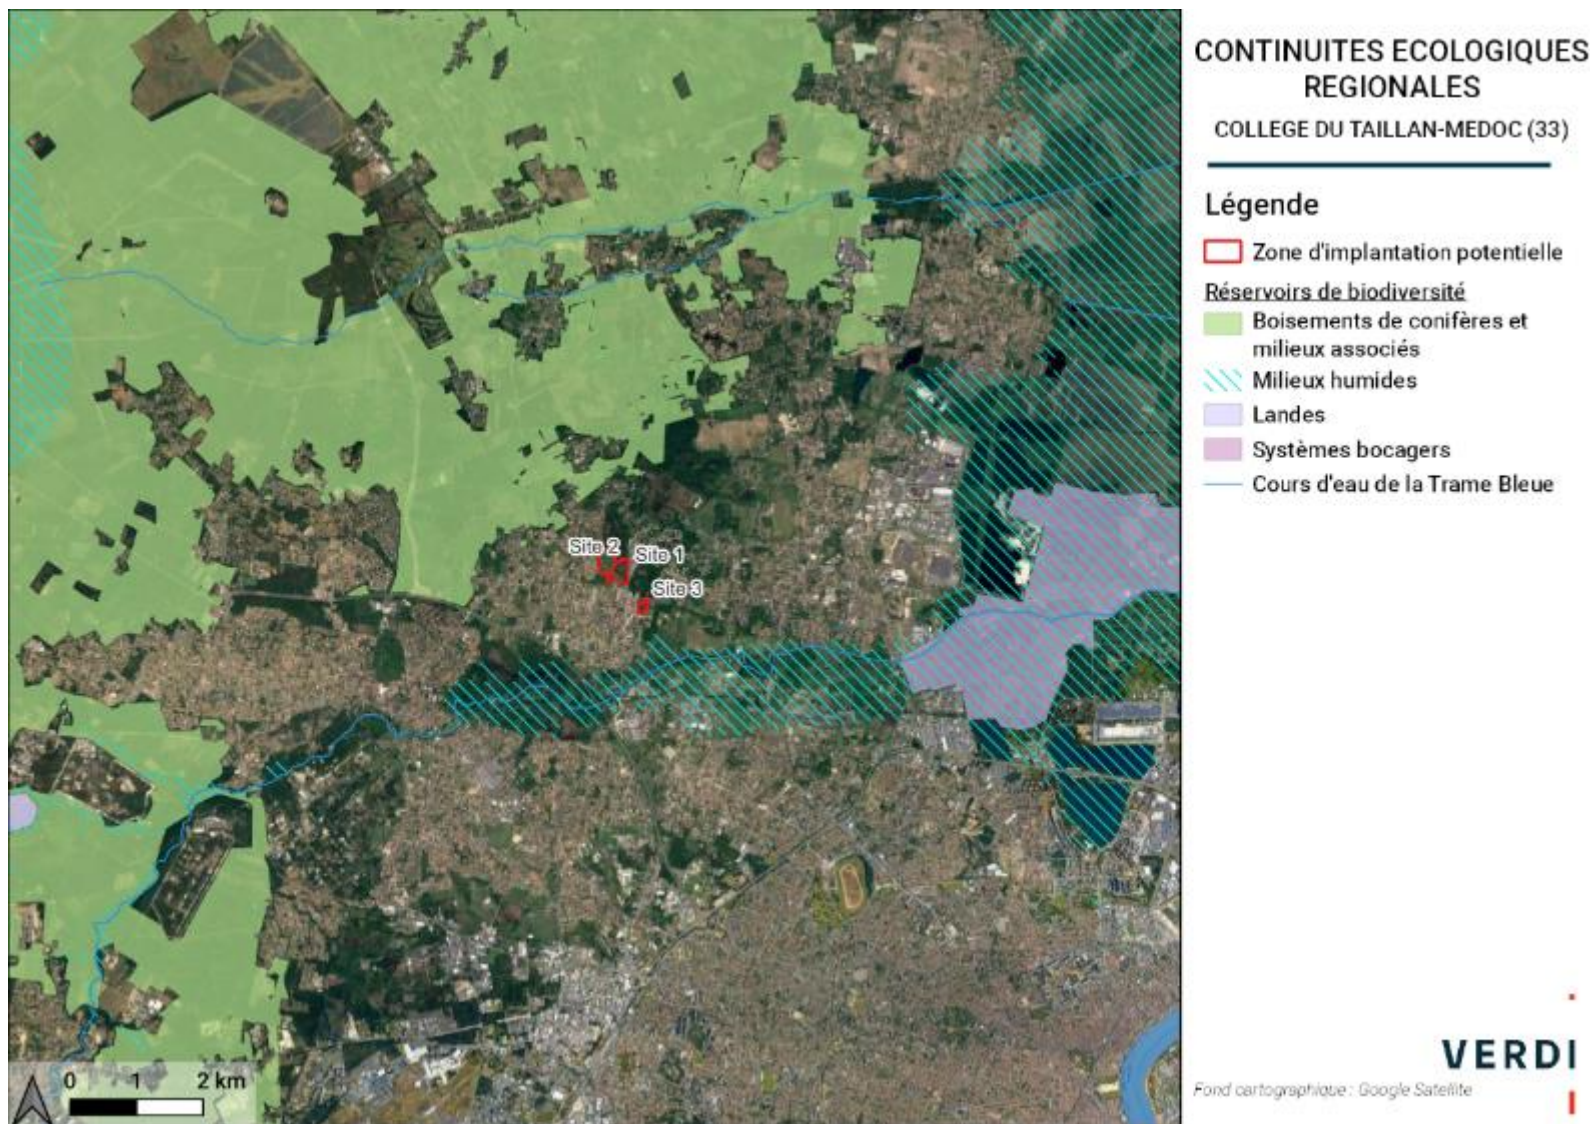 CONTINUITES ECOLOGIQUES
REGIONALES
COLLEGE DU TAILLAN-MEDOC (33)
Légende
Zone d'implantation potentielle
Réservoirs de biodiversité
Boisements de conifères et
milieux associés
Milieux humides
Landes
Systèmes bocagers
Cours d'eau de la Trame Bleue
Site 2
Site 1
Site 3
0 1 2 km
VERDI
Fond cartographique : Google Satellite